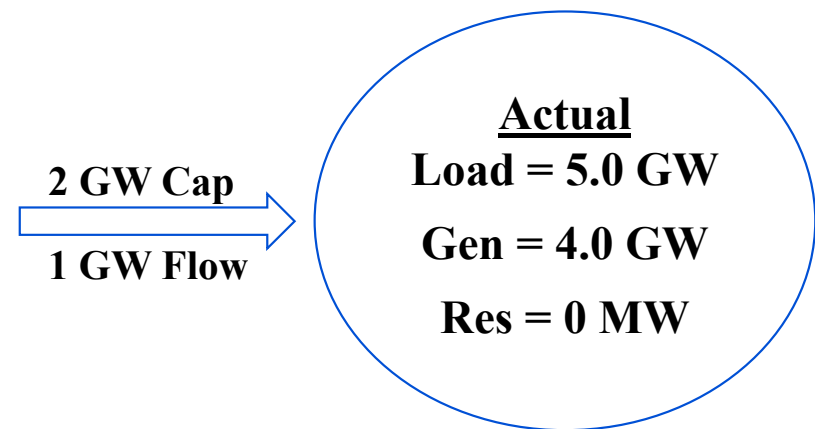 2 GW Cap
1 GW Flow
Actual
Load = 5.0 GW
Gen = 4.0 GW
Res = 0 MW